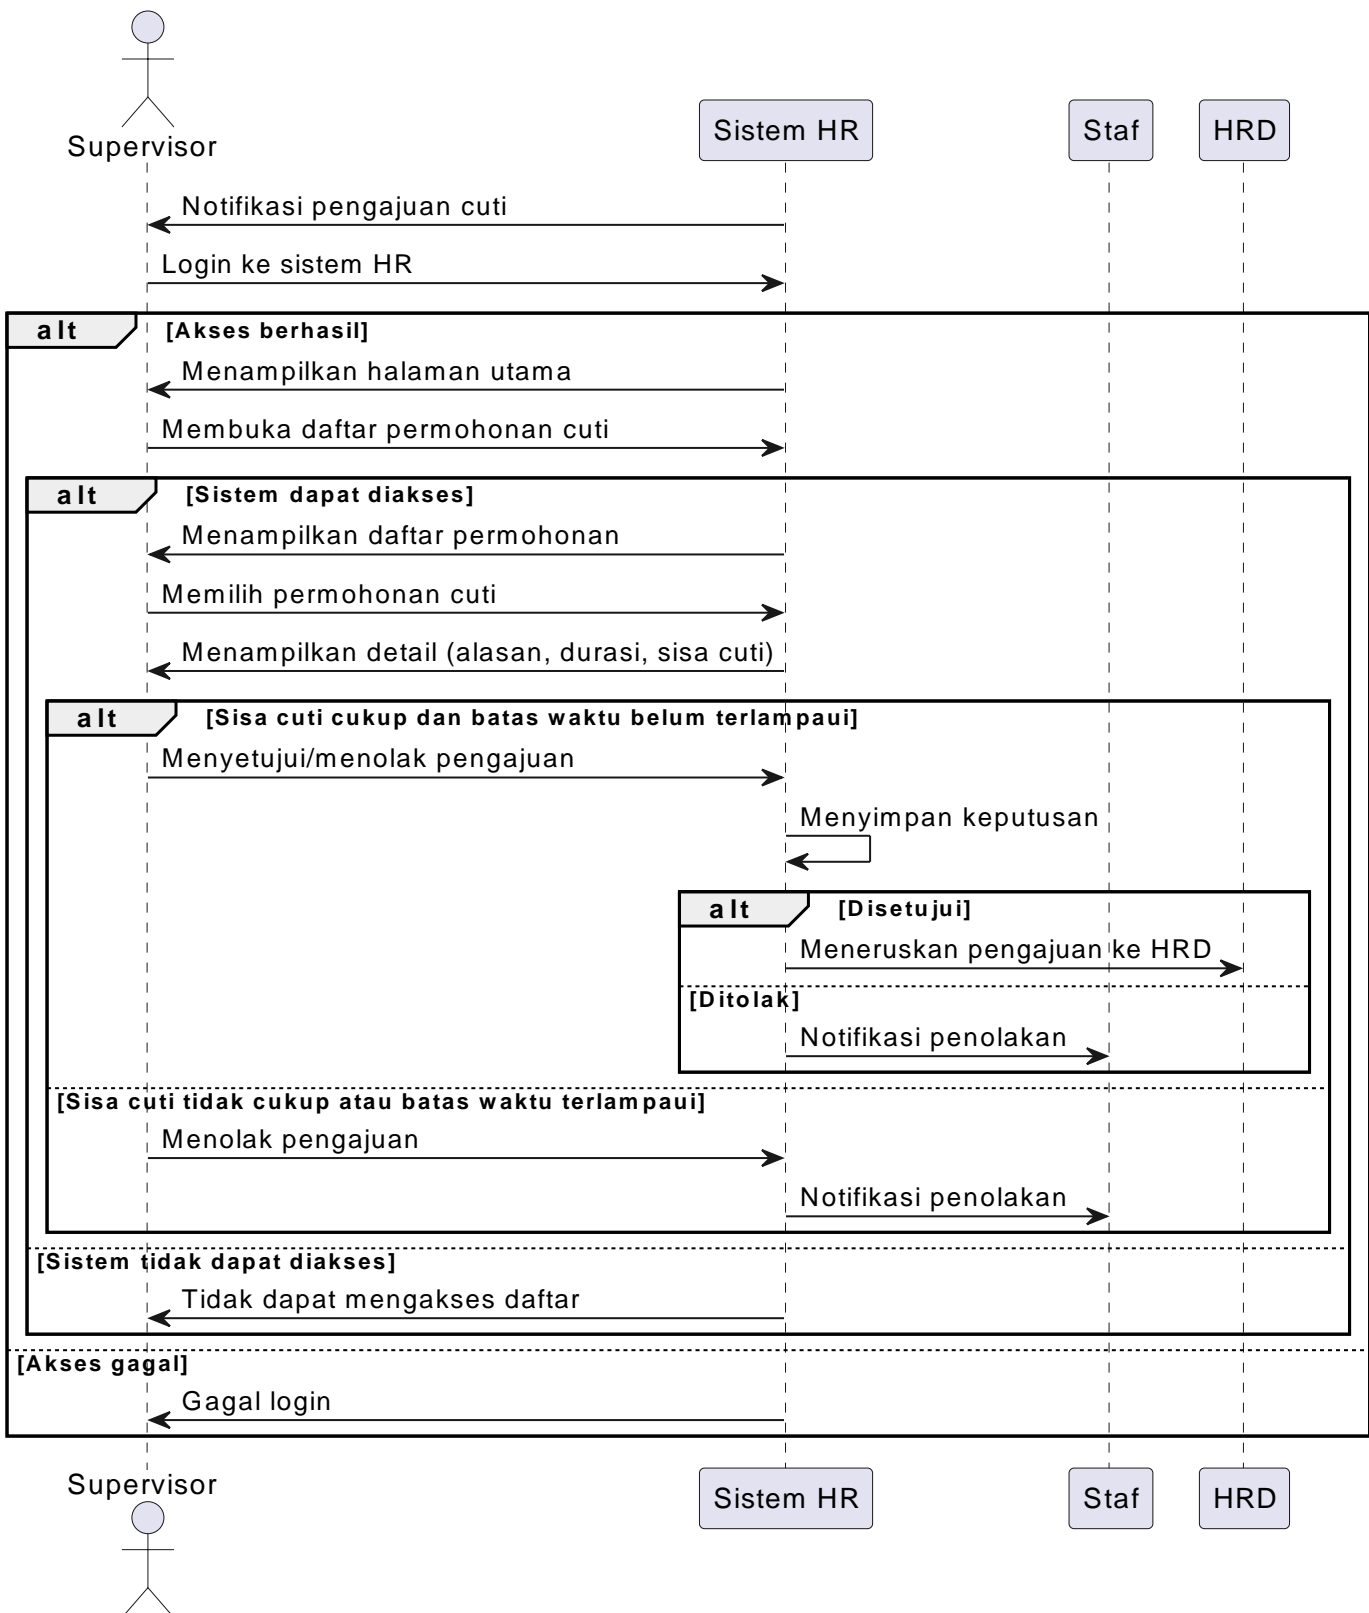 Supervisor
Sistem HR
Staf
HRD
Notifikasi pengajuan cuti
Login ke sistem HR
alt
[Akses berhasil]
Menampilkan halaman utama
Membuka daftar permohonan cuti
alt
[Sistem dapat diakses]
Menampilkan daftar permohonan
Memilih permohonan cuti
Menampilkan detail (alasan, durasi, sisa cuti)
alt
[Sisa cuti cukup dan batas waktu belum terlampaui]
Menyetujui/menolak pengajuan
Menyimpan keputusan
alt
[Disetujui]
Meneruskan pengajuan ke HRD
[Ditolak]
Notifikasi penolakan
[Sisa cuti tidak cukup atau batas waktu terlampaui]
Menolak pengajuan
Notifikasi penolakan
[Sistem tidak dapat diakses]
Tidak dapat mengakses daftar
[Akses gagal]
Gagal login
Supervisor
Sistem HR
Staf
HRD